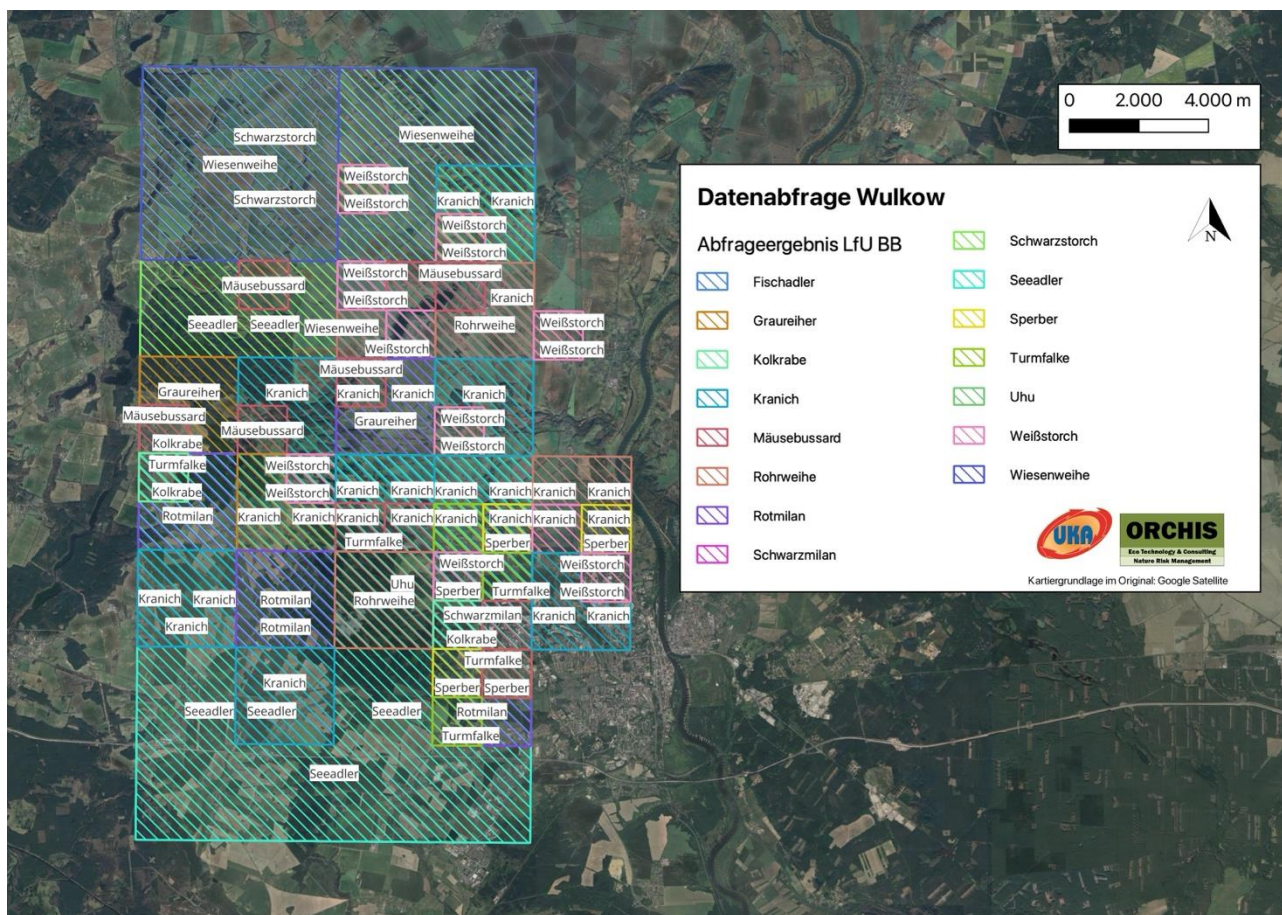 0 2.000 4.000 m
Datenabfrage Wulkow
Abfrageergebnis LfU BB
Fischadler
Graureiher
Kolkrabe
Kranich
Mäusebussard
Rohrweihe
Rotmilan
Schwarzmilan
Schwarzstorch
Seeadler
Sperber
Turmfalke
Uhu
Weißstorch
Wiesenweihe
N
UKA
ORCHIS
Eco Technology & Consulting
Nature Risk Management
Kartiergrundlage im Original: Google Satellite
Schwarzstorch Wiesenweihe
Wiesenweihe
Schwarzstorch
Weißstorch
Weißstorch Kranich Kranich
Weißstorch
Weißstorch
Weißstorch Mäusebussard
Mäusebussard
Weißstorch Kranich
Seeadler Seeadler Wiesenweihe Rohrweihe Weißstorch
Weißstorch Weißstorch
Mäusebussard
Graureiher Kranich Kranich Kranich Kranich
Mäusebussard Graureiher Weißstorch
Mäusebussard
Kolkrabe Weißstorch
Turmfalke Weißstorch
Kolkrabe Weißstorch Kranich Kranich Kranich Kranich Kranich Kranich
Rotmilan Kranich Kranich Kranich Kranich Kranich Kranich Kranich Kranich
Turmfalke Sperber Sperber
Weißstorch Weißstorch
Uhu
Sperber Turmfalke Weißstorch
Kranich Kranich Rotmilan Rohrweihe
Schwarzmilan Kranich Kranich
Kranich Rotmilan
Kolkrabe
Turmfalke
Kranich Sperber Sperber
Seeadler Seeadler Seeadler Rotmilan
Turmfalke
Seeadler